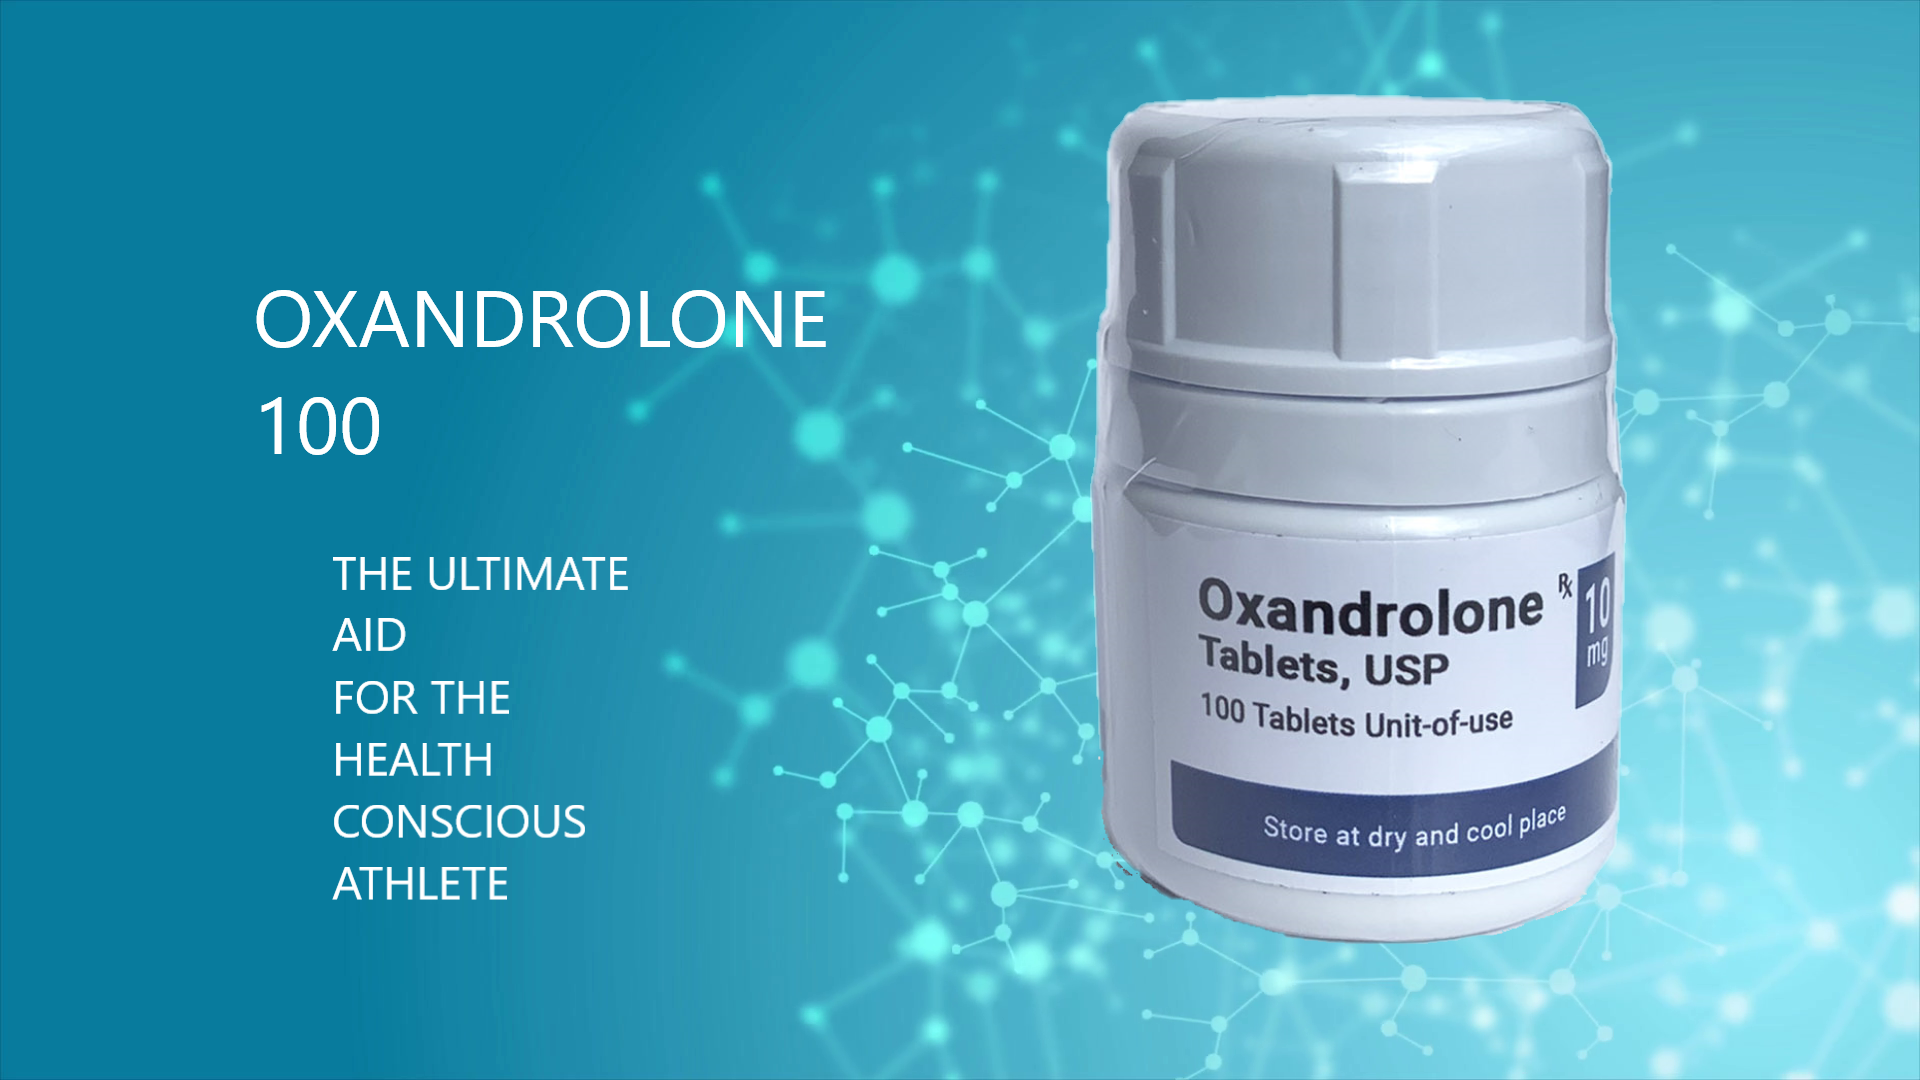 OXANDROLONE
100
THE ULTIMATE
AID
FOR THE
HEALTH
CONSCIOUS
ATHLETE
Oxandrolone ℞ 10
mg
Tablets, USP
100 Tablets Unit-of-use
Store at dry and cool place